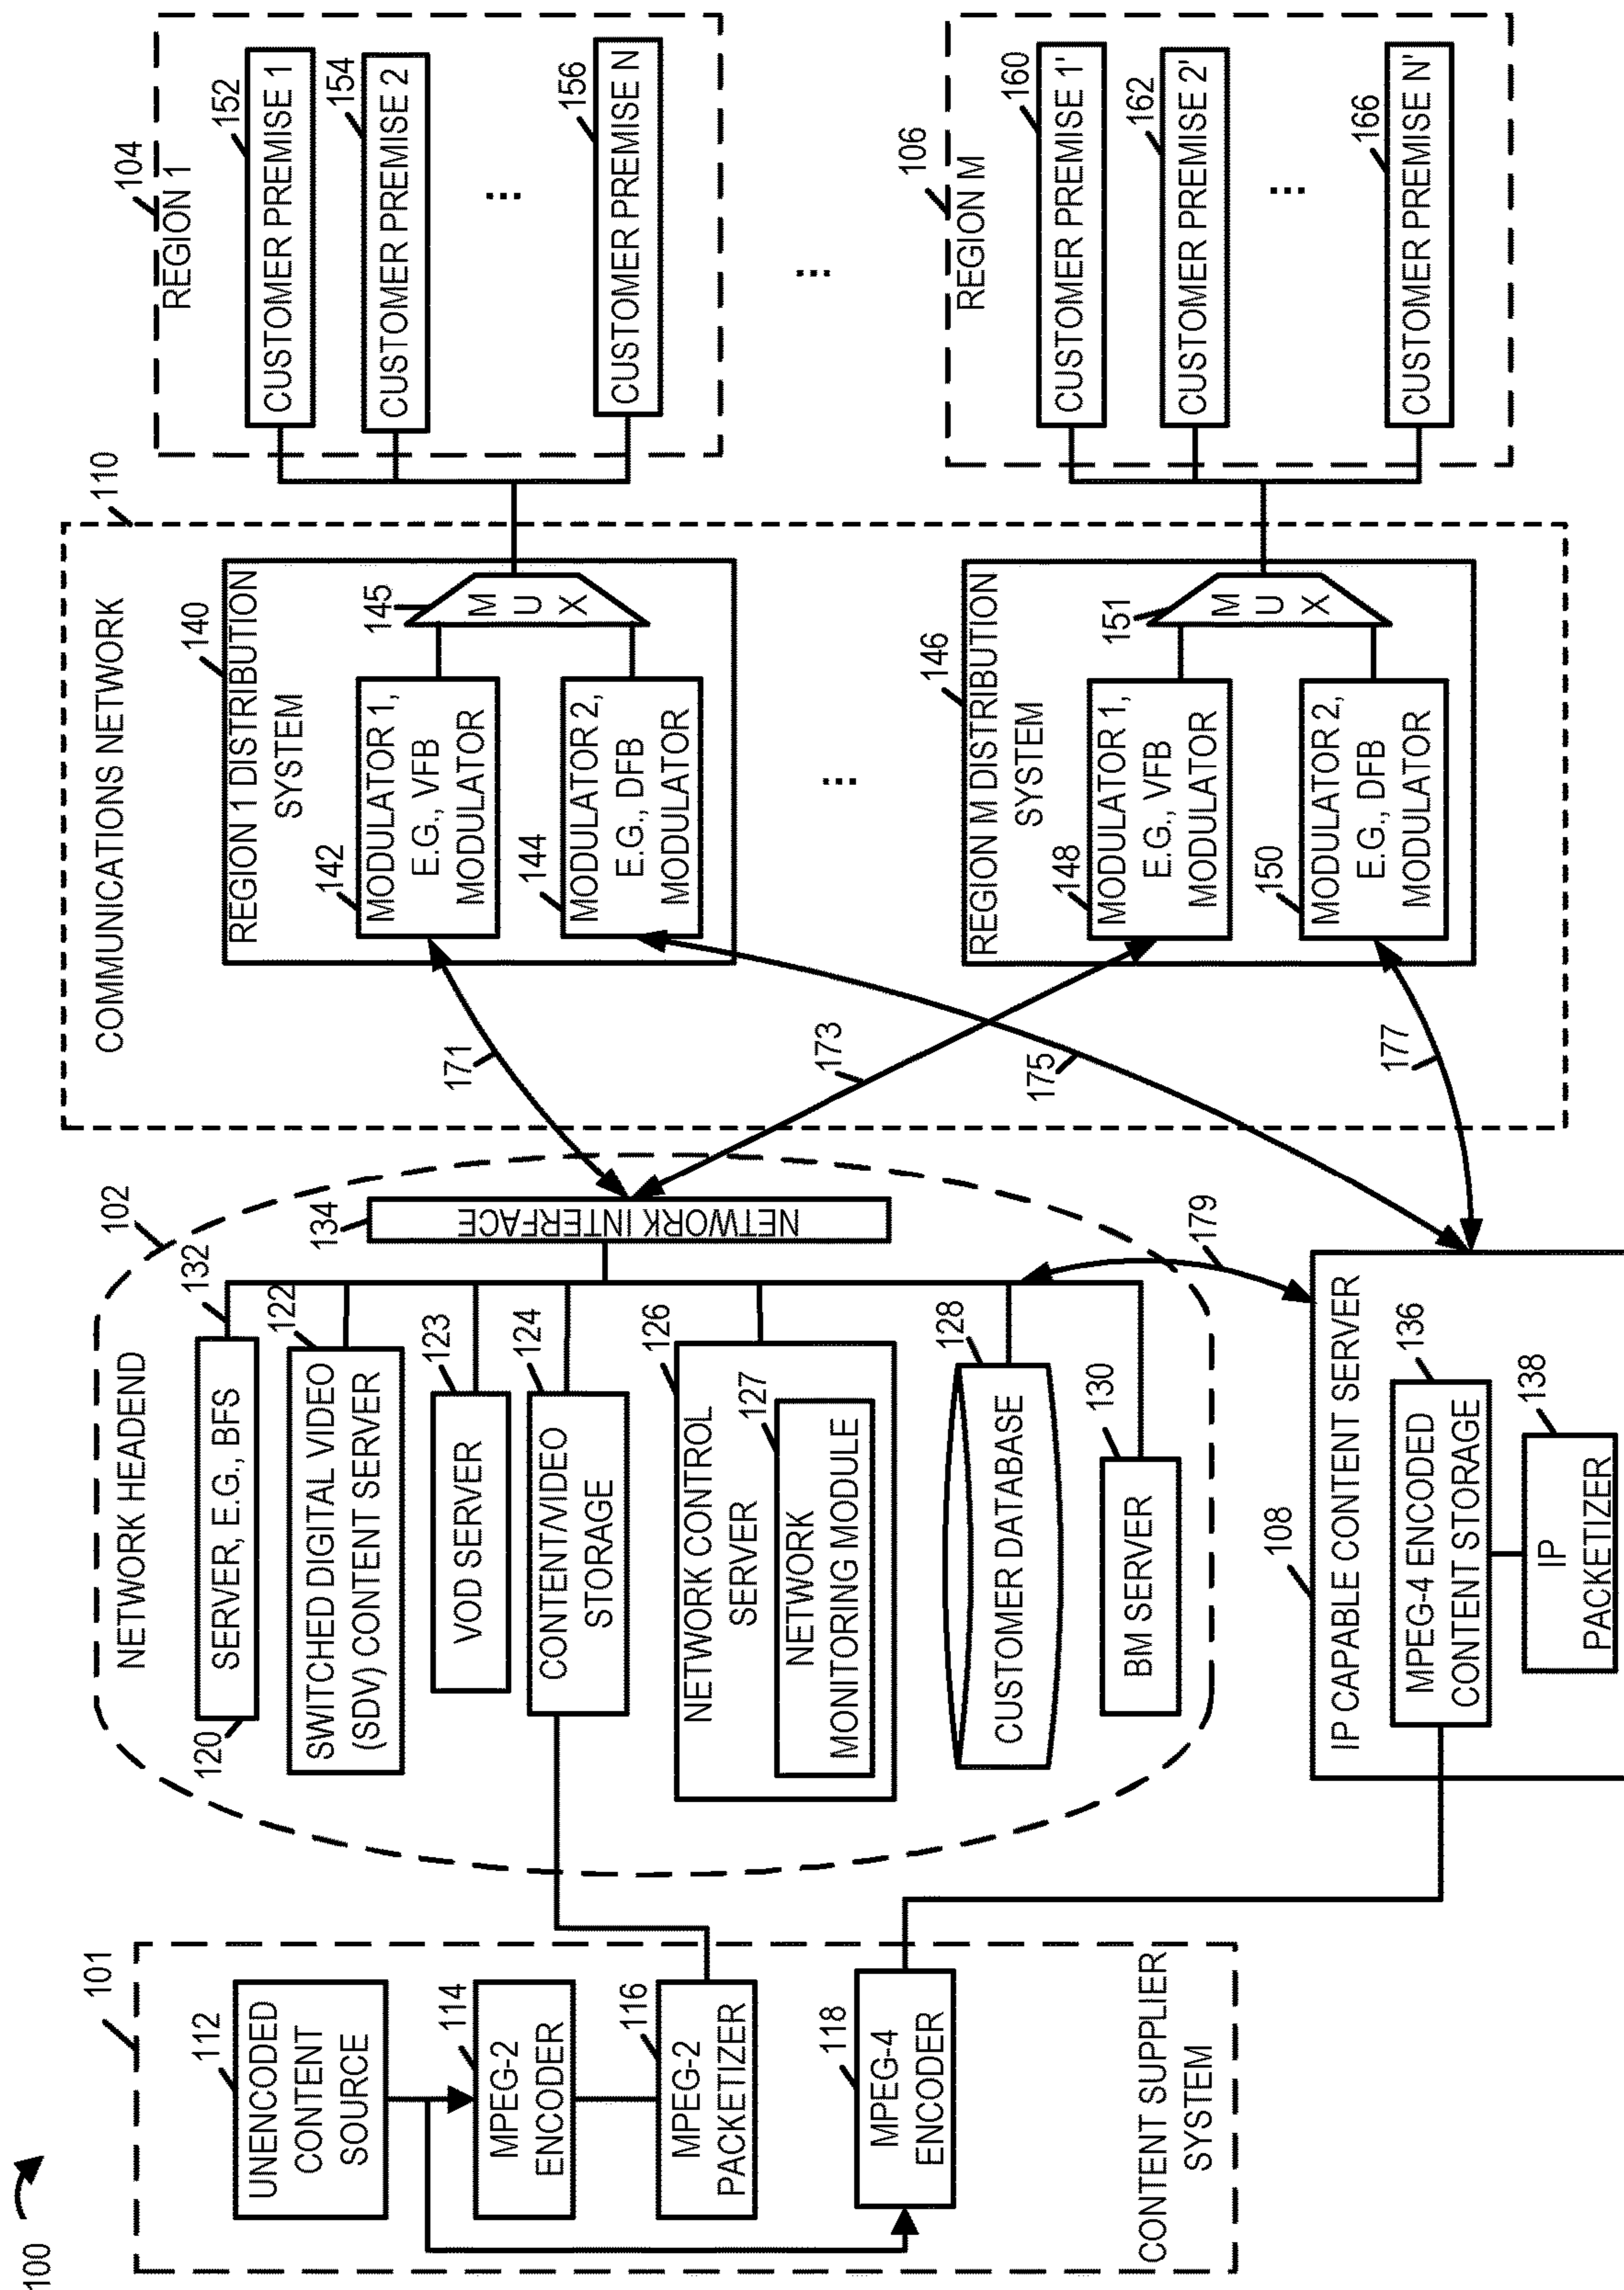 100
101
112
UNENCODED
CONTENT
SOURCE
114
MPEG-2
ENCODER
116
MPEG-2
PACKETIZER
118
MPEG-4
ENCODER
CONTENT SUPPLIER
SYSTEM
102
NETWORK HEADEND
120
SERVER, E.G., BFS
132
122
SWITCHED DIGITAL VIDEO
(SDV) CONTENT SERVER
123
VOD SERVER
124
CONTENT/VIDEO
STORAGE
126
NETWORK CONTROL
SERVER
127
NETWORK
MONITORING MODULE
128
CUSTOMER DATABASE
130
BM SERVER
134
NETWORK INTERFACE
179
108
IP CAPABLE CONTENT SERVER
136
MPEG-4 ENCODED
CONTENT STORAGE
138
IP
PACKETIZER
110
COMMUNICATIONS NETWORK
171
173
175
177
140
REGION 1 DISTRIBUTION
SYSTEM
142
MODULATOR 1,
E.G., VFB
MODULATOR
144
MODULATOR 2,
E.G., DFB
MODULATOR
145
M
U
X
...
146
REGION M DISTRIBUTION
SYSTEM
148
MODULATOR 1,
E.G., VFB
MODULATOR
150
MODULATOR 2,
E.G., DFB
MODULATOR
151
M
U
X
104
REGION 1
152
CUSTOMER PREMISE 1
154
CUSTOMER PREMISE 2
...
156
CUSTOMER PREMISE N
...
106
REGION M
160
CUSTOMER PREMISE 1'
162
CUSTOMER PREMISE 2'
...
166
CUSTOMER PREMISE N'